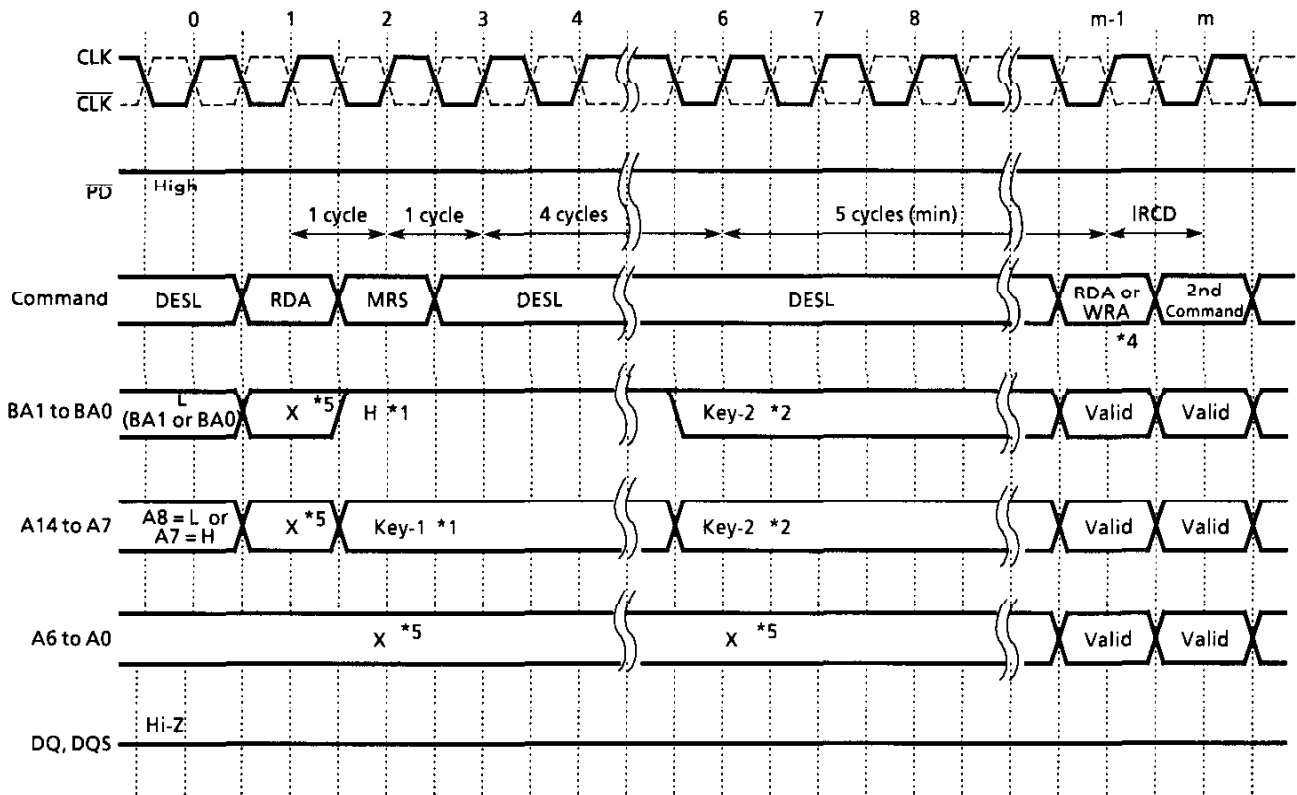 0 1 2 3 4 6 7 8 m-1 m
CLK
CLK
PD High
1 cycle 1 cycle 4 cycles 5 cycles (min) IRCD
Command DESL RDA MRS DESL DESL RDA or WRA *4 2nd Command
BA1 to BA0 L (BA1 or BA0) X *5 H *1 Key-2 *2 Valid Valid
A14 to A7 A8 = L or A7 = H X *5 Key-1 *1 Key-2 *2 Valid Valid
A6 to A0 X *5 X *5 Valid Valid
DQ, DQS Hi-Z